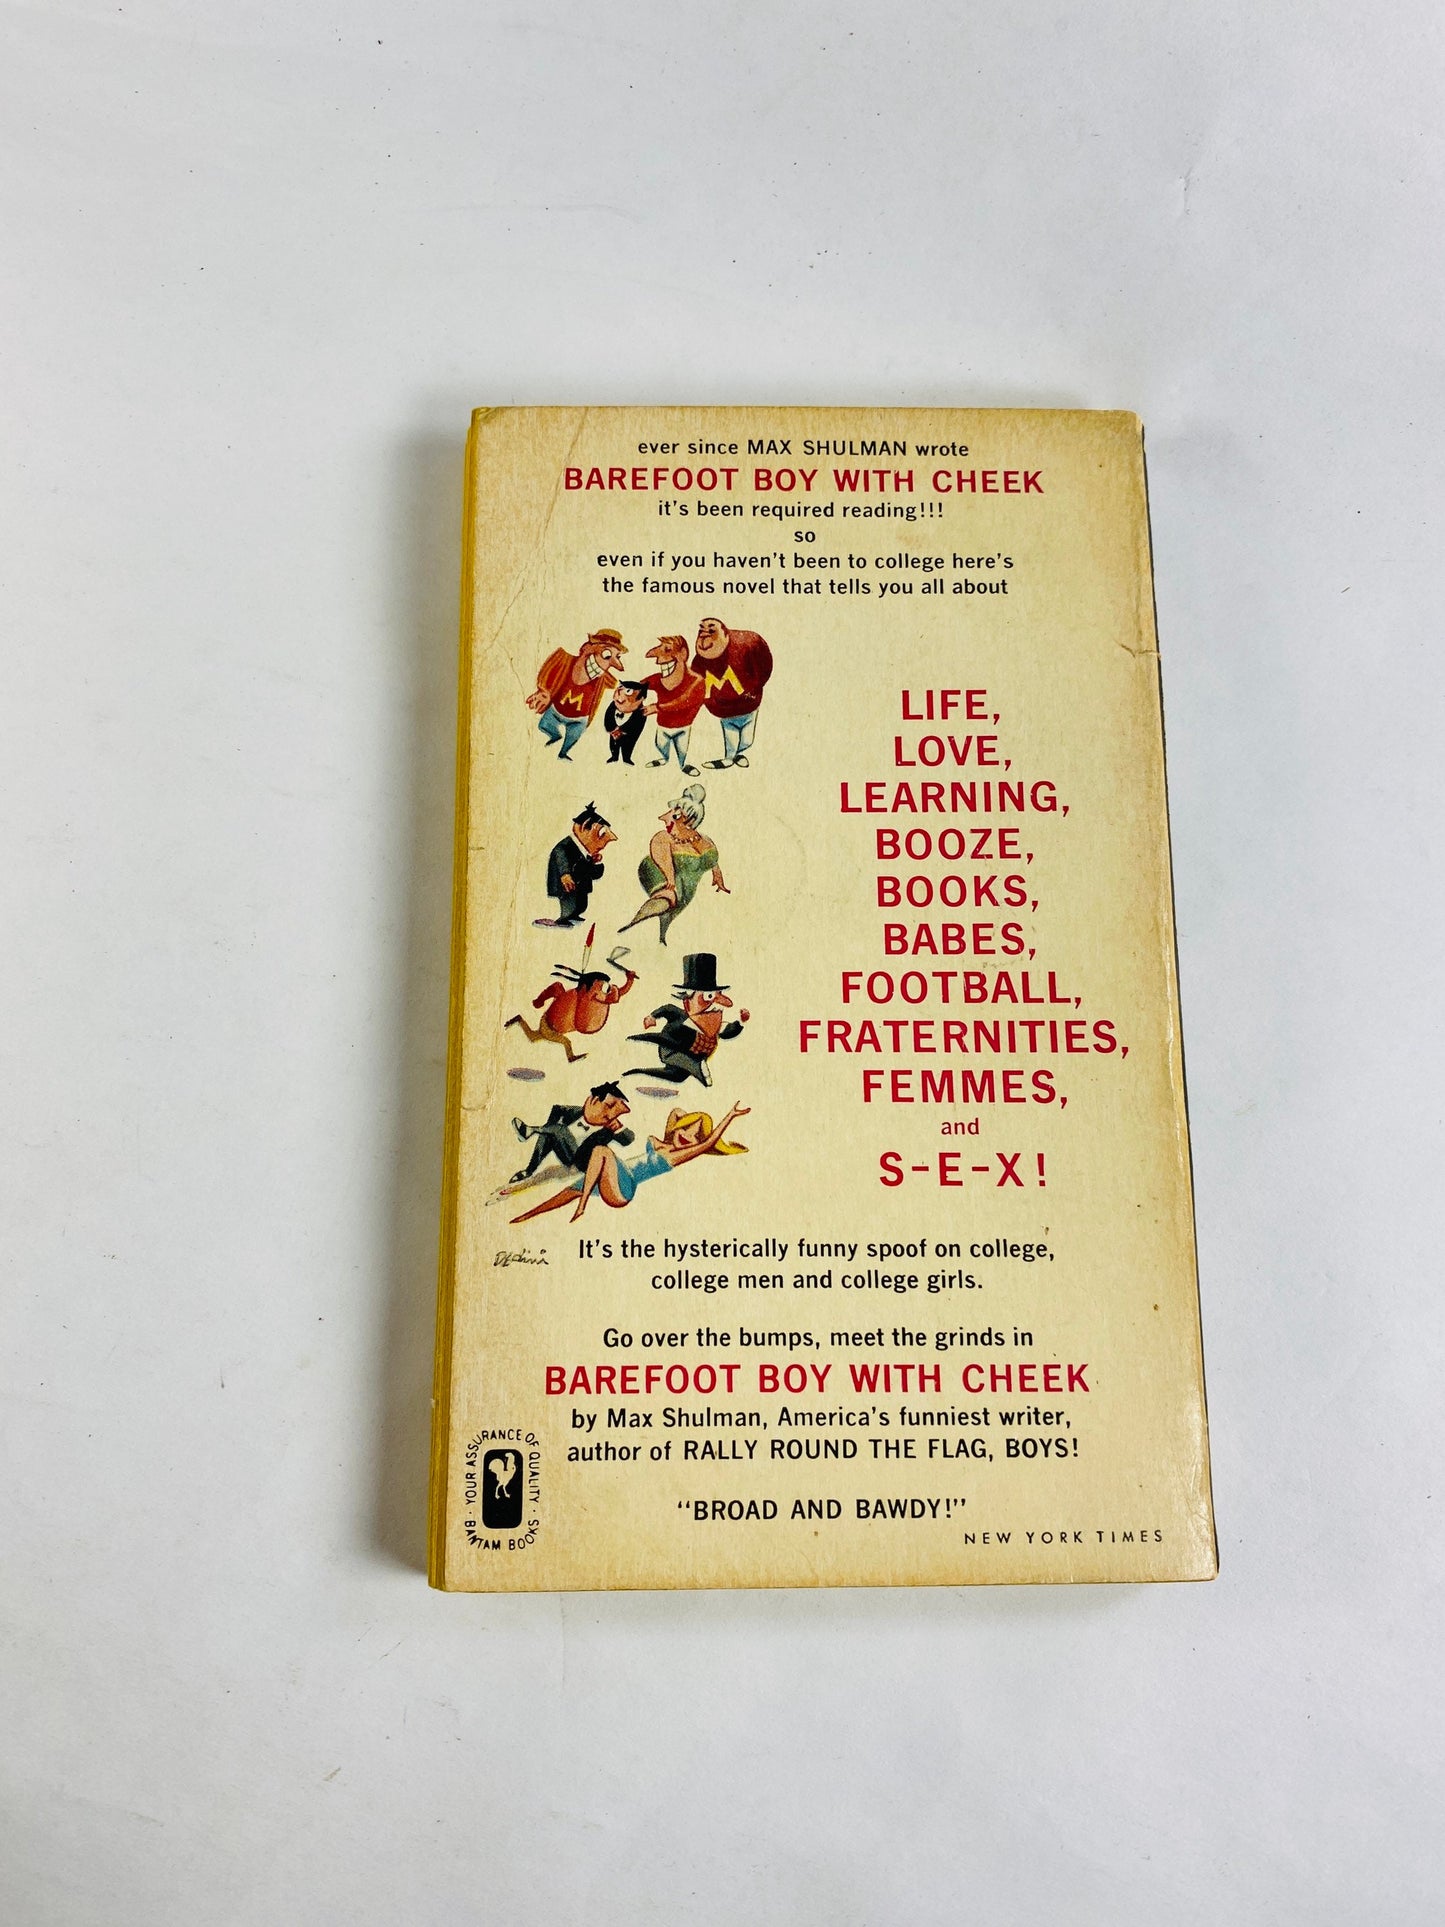 ever since MAX SHULMAN wrote
BAREFOOT BOY WITH CHEEK
it's been required reading!!!
so
even if you haven't been to college here's
the famous novel that tells you all about
M
M
LIFE,
LOVE,
LEARNING,
BOOZE,
BOOKS,
BABES,
FOOTBALL,
FRATERNITIES,
FEMMES,
and
S-E-X!
Dedini
It's the hysterically funny spoof on college,
college men and college girls.
Go over the bumps, meet the grinds in
BAREFOOT BOY WITH CHEEK
by Max Shulman, America's funniest writer,
author of RALLY ROUND THE FLAG, BOYS!
BANTAM BOOKS · YOUR ASSURANCE OF QUALITY ·
"BROAD AND BAWDY!"
NEW YORK TIMES